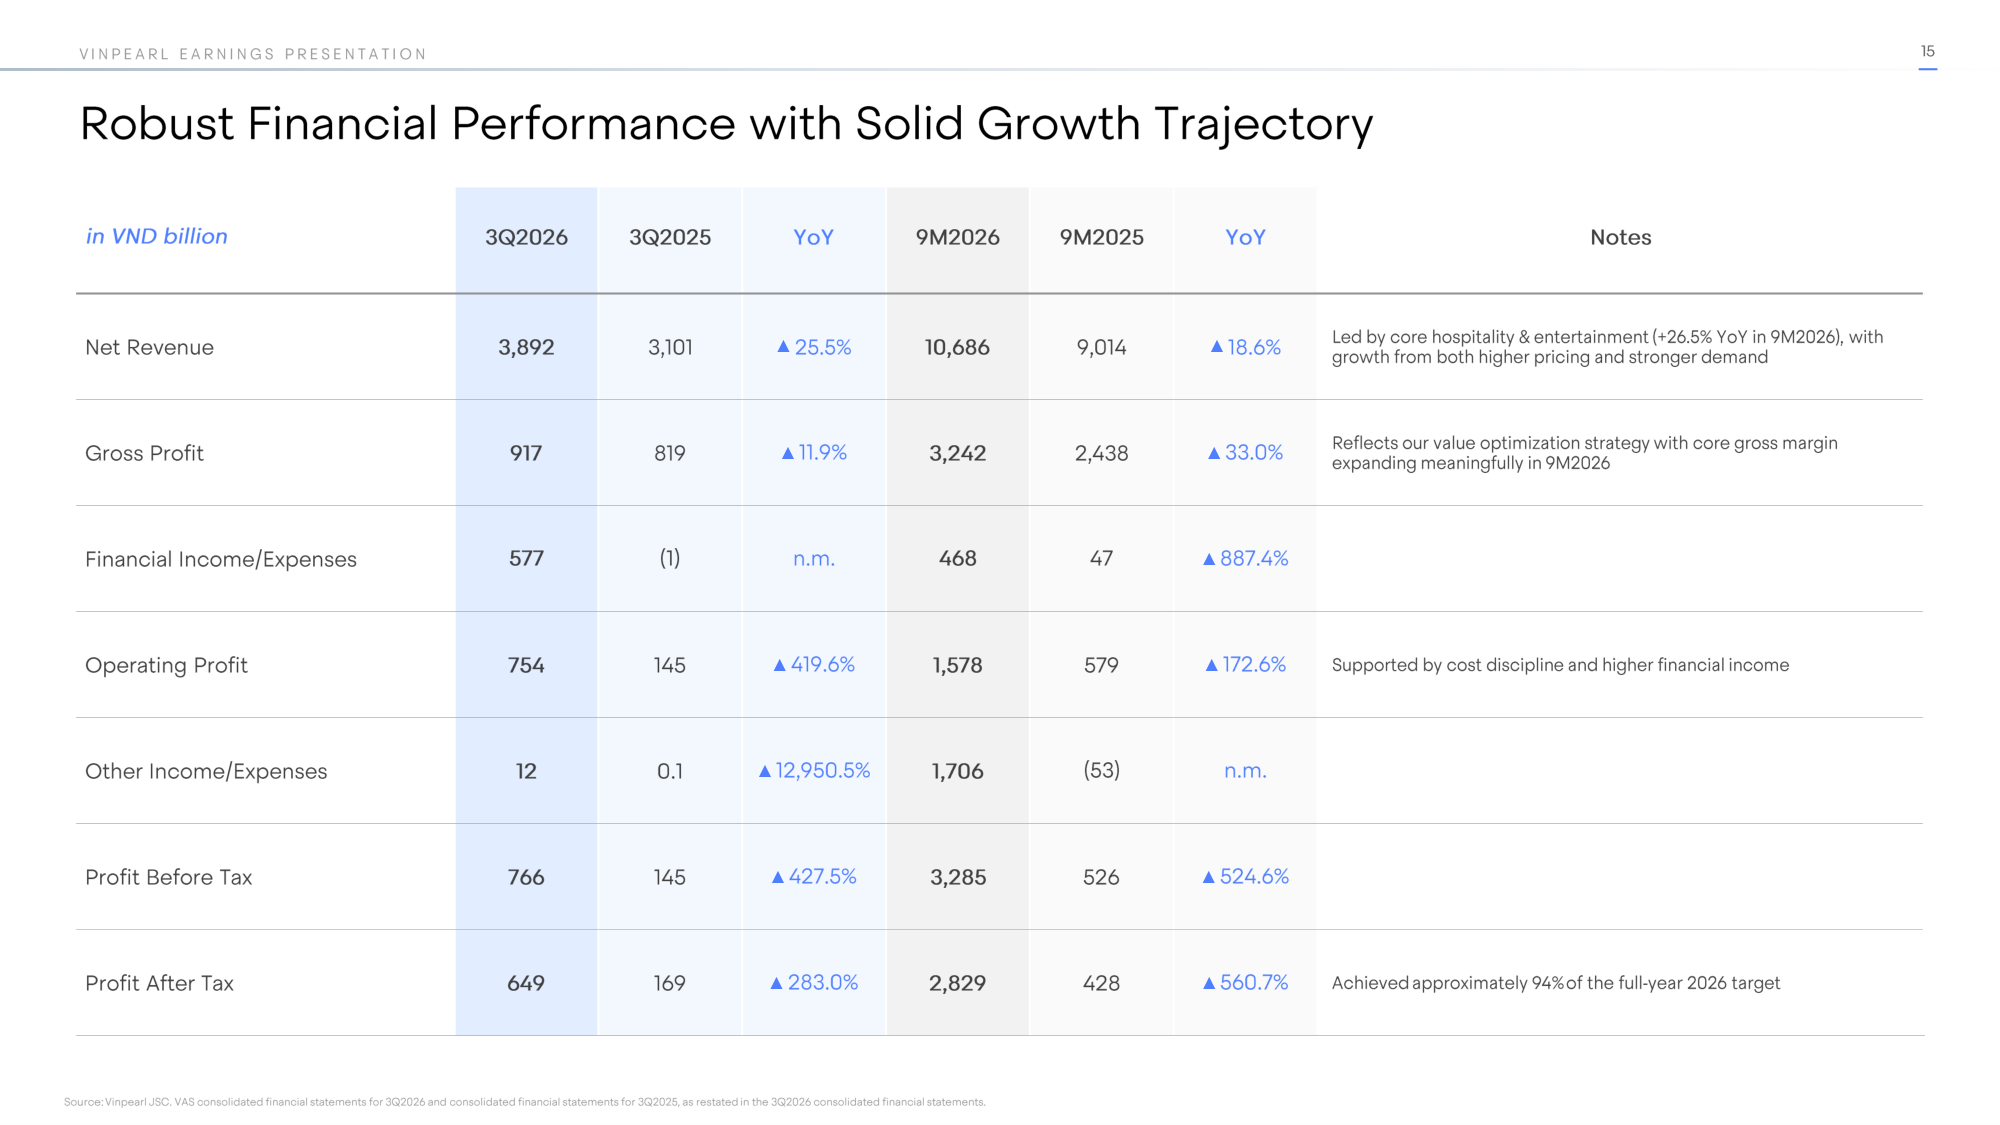 VINPEARL EARNINGS PRESENTATION
15
Robust Financial Performance with Solid Growth Trajectory
in VND billion 3Q2026 3Q2025 YoY 9M2026 9M2025 YoY Notes
Net Revenue 3,892 3,101 ▲ 25.5% 10,686 9,014 ▲ 18.6% Led by core hospitality & entertainment (+26.5% YoY in 9M2026), with
growth from both higher pricing and stronger demand
Gross Profit 917 819 ▲ 11.9% 3,242 2,438 ▲ 33.0% Reflects our value optimization strategy with core gross margin
expanding meaningfully in 9M2026
Financial Income/Expenses 577 (1) n.m. 468 47 ▲ 887.4%
Operating Profit 754 145 ▲ 419.6% 1,578 579 ▲ 172.6% Supported by cost discipline and higher financial income
Other Income/Expenses 12 0.1 ▲ 12,950.5% 1,706 (53) n.m.
Profit Before Tax 766 145 ▲ 427.5% 3,285 526 ▲ 524.6%
Profit After Tax 649 169 ▲ 283.0% 2,829 428 ▲ 560.7% Achieved approximately 94% of the full-year 2026 target
Source: Vinpearl JSC. VAS consolidated financial statements for 3Q2026 and consolidated financial statements for 3Q2025, as restated in the 3Q2026 consolidated financial statements.